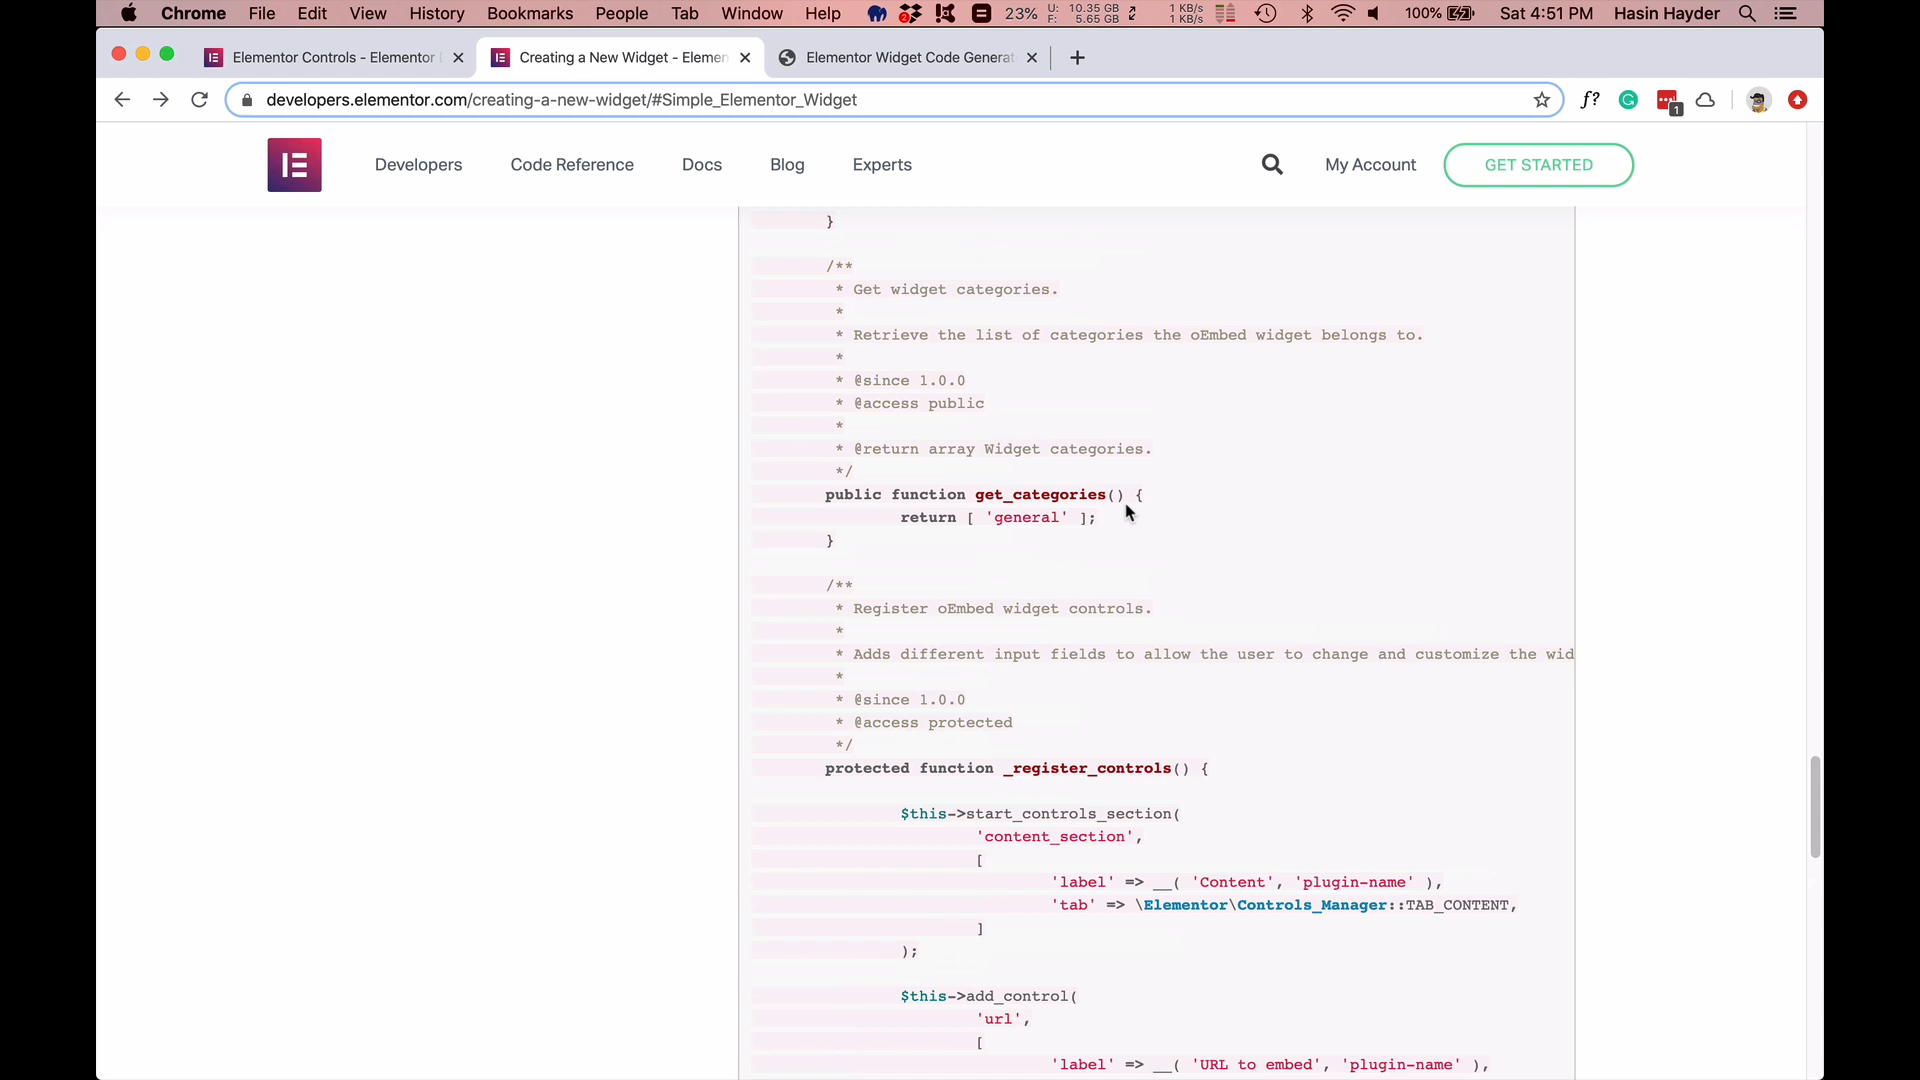 Chrome File Edit View History Bookmarks People Tab Window Help 2 23% U: 10.35 GB F: 5.65 GB 1 KB/s 1 KB/s 100% Sat 4:51 PM Hasin Hayder
Elementor Controls - Elementor Creating a New Widget - Elemen Elementor Widget Code Generat
developers.elementor.com/creating-a-new-widget/#Simple_Elementor_Widget f? 1
Developers Code Reference Docs Blog Experts My Account GET STARTED
}
/**
* Get widget categories.
*
* Retrieve the list of categories the oEmbed widget belongs to.
*
* @since 1.0.0
* @access public
*
* @return array Widget categories.
*/
public function get_categories() {
return [ 'general' ];
}
/**
* Register oEmbed widget controls.
*
* Adds different input fields to allow the user to change and customize the wid
*
* @since 1.0.0
* @access protected
*/
protected function _register_controls() {
$this->start_controls_section(
'content_section',
[
'label' => __( 'Content', 'plugin-name' ),
'tab' => \Elementor\Controls_Manager::TAB_CONTENT,
]
);
$this->add_control(
'url',
[
'label' => __( 'URL to embed', 'plugin-name' ),